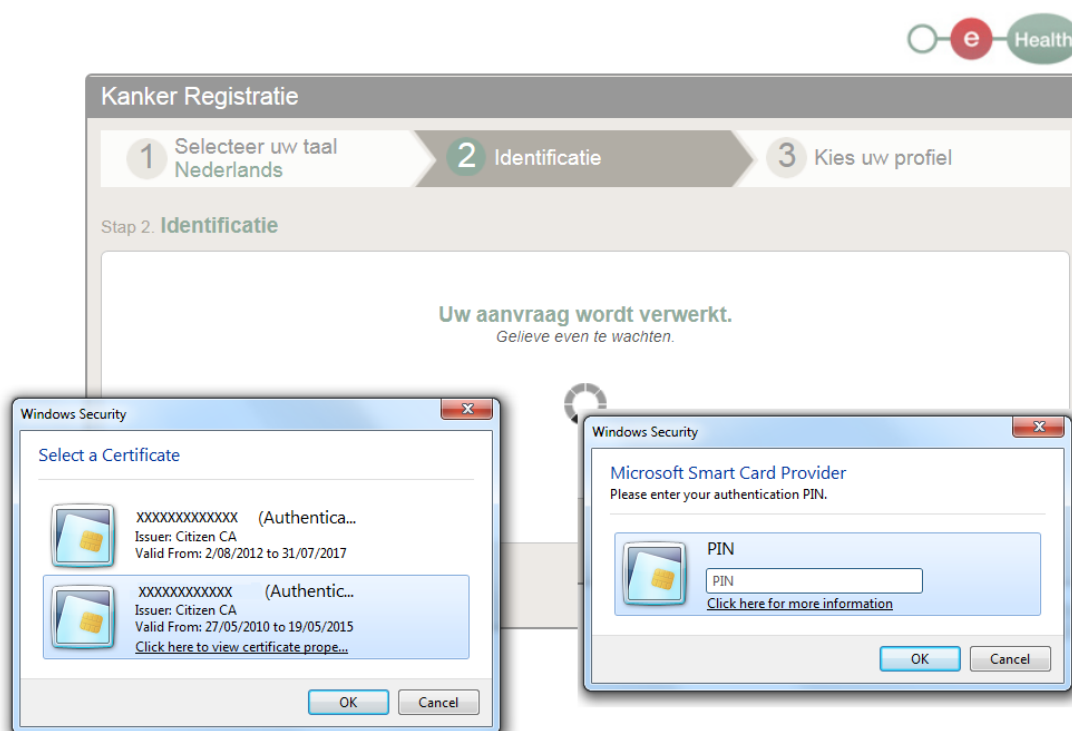 e Health
Kanker Registratie
1 Selecteer uw taal
Nederlands
2 Identificatie
3 Kies uw profiel
Stap 2. Identificatie
Uw aanvraag wordt verwerkt.
Gelieve even te wachten.
Windows Security
Select a Certificate
XXXXXXXXXXXXX (Authentica...
Issuer: Citizen CA
Valid From: 2/08/2012 to 31/07/2017
XXXXXXXXXXXX (Authentic...
Issuer: Citizen CA
Valid From: 27/05/2010 to 19/05/2015
Click here to view certificate prope...
OK Cancel
Windows Security
Microsoft Smart Card Provider
Please enter your authentication PIN.
PIN
PIN
Click here for more information
OK Cancel